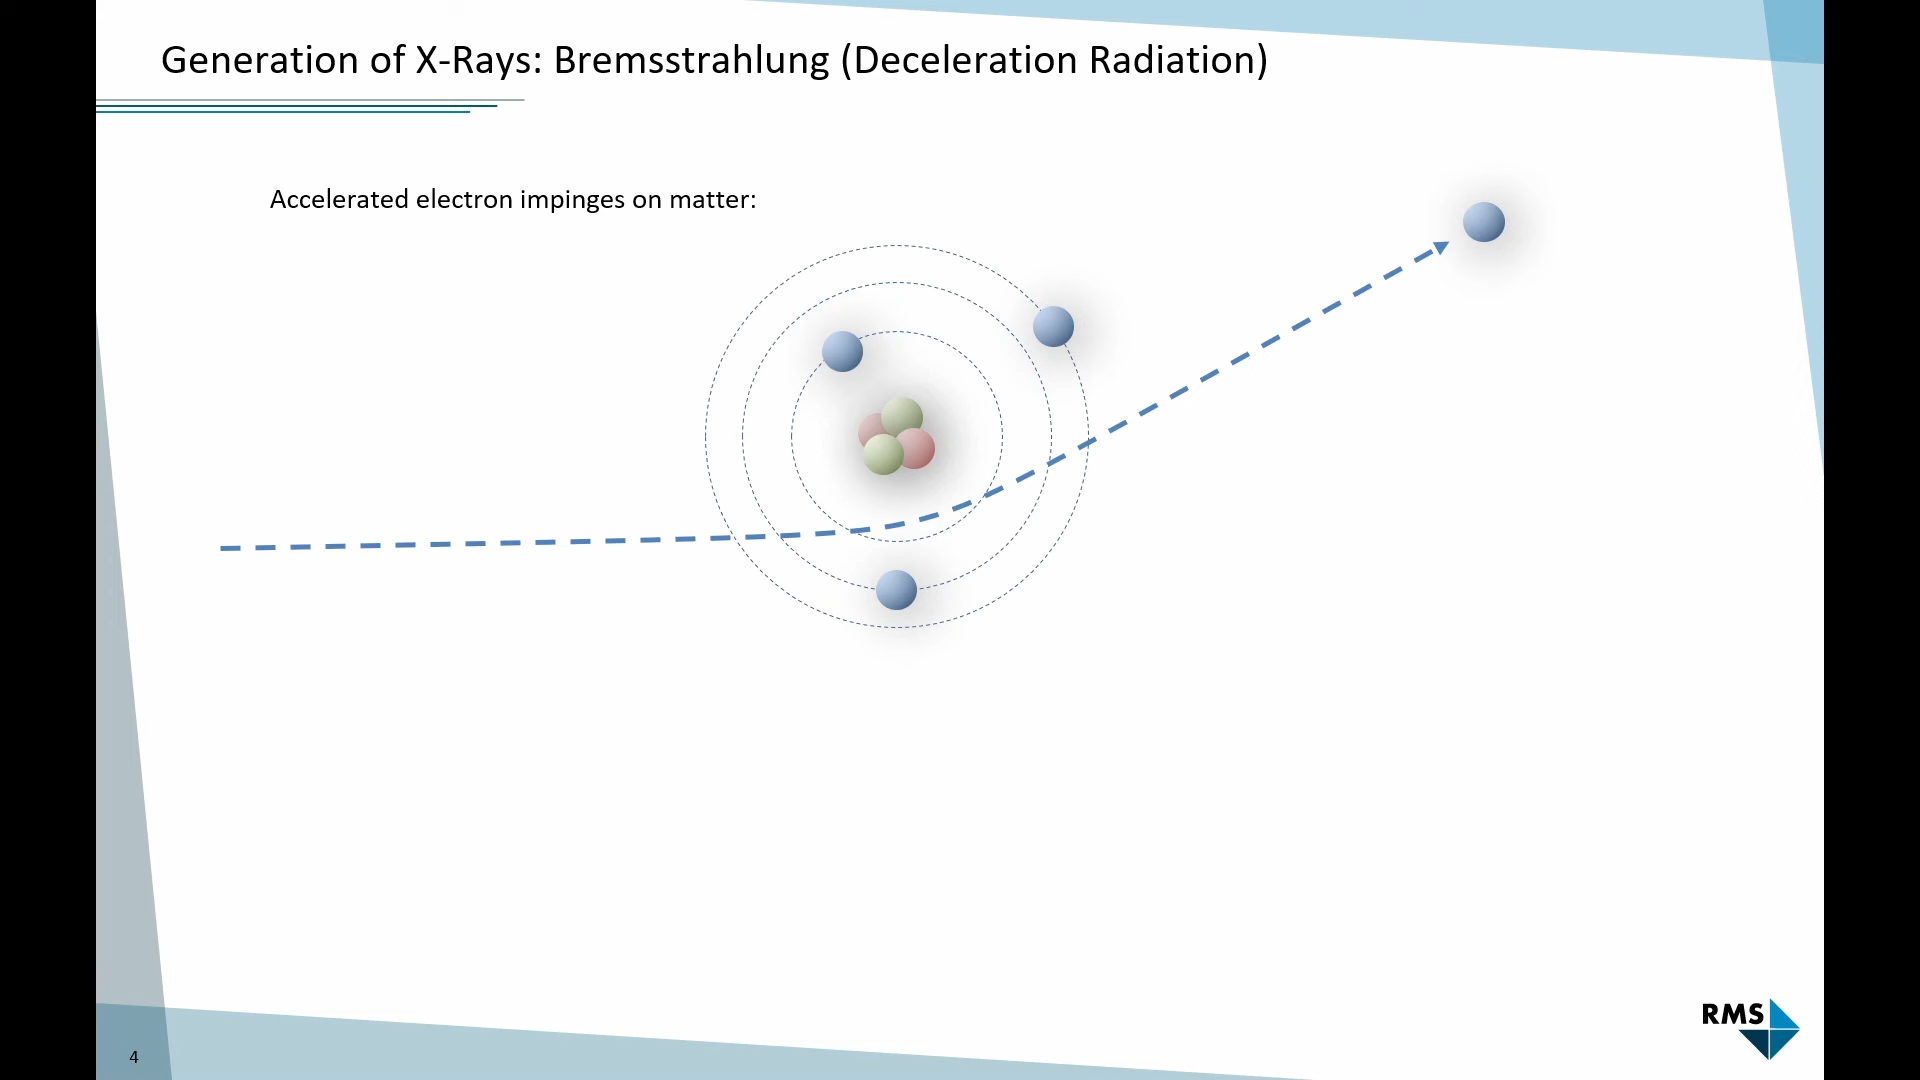 Generation of X-Rays: Bremsstrahlung (Deceleration Radiation)
Accelerated electron impinges on matter:
RMS
4